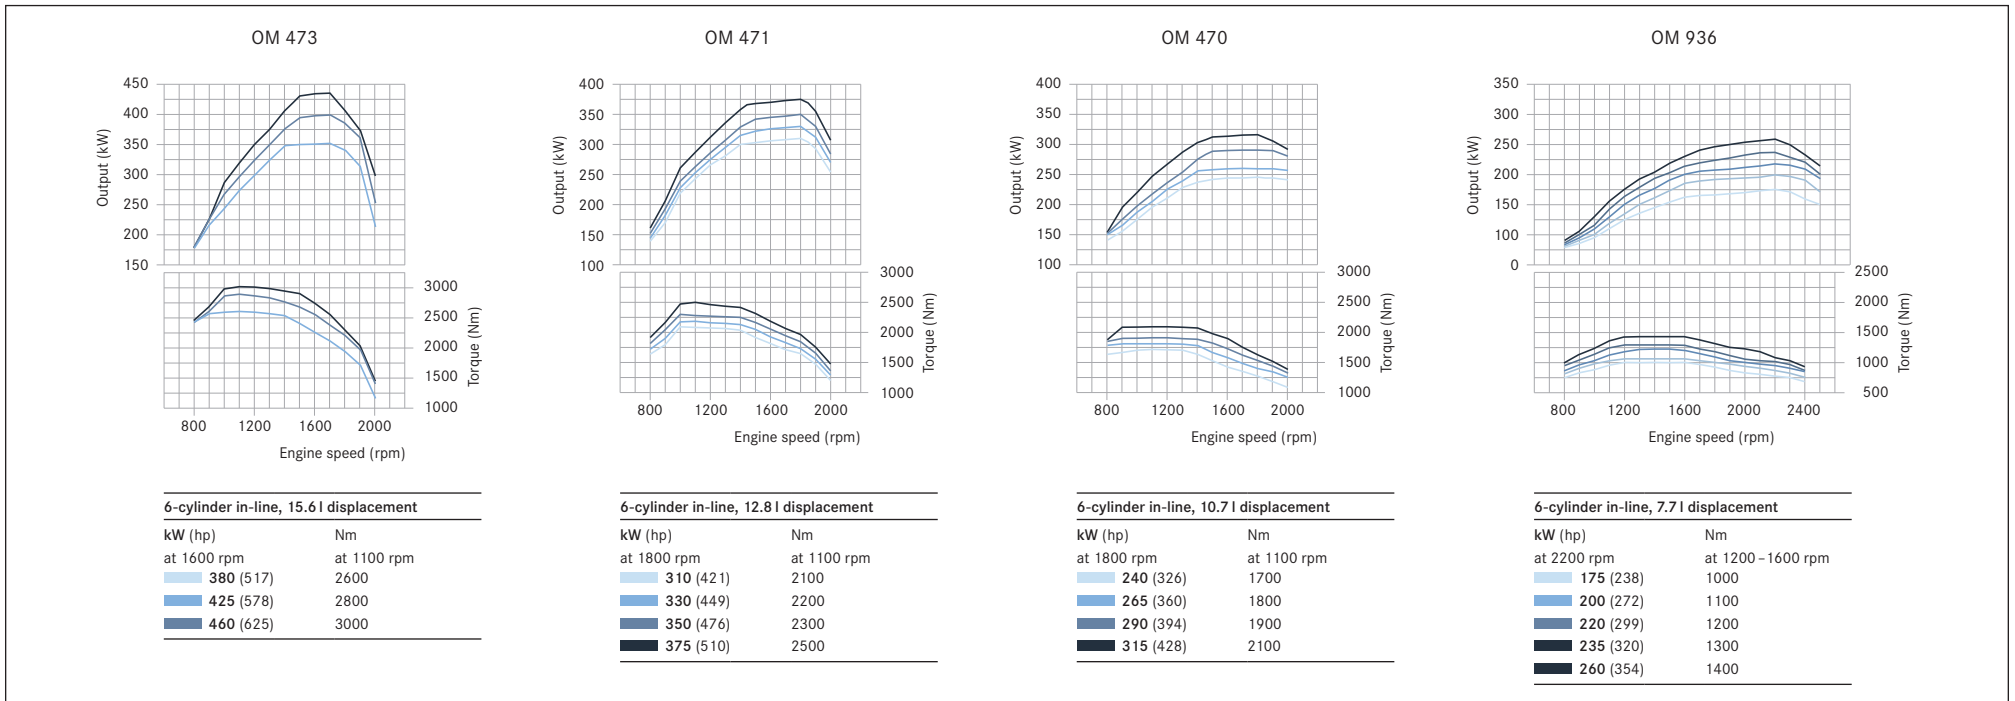 OM 473
450
400
350
300
250
200
150
Output (kW)
3000
2500
2000
1500
1000
Torque (Nm)
800 1200 1600 2000
Engine speed (rpm)
6-cylinder in-line, 15.6 l displacement
kW (hp) Nm
at 1600 rpm at 1100 rpm
380 (517) 2600
425 (578) 2800
460 (625) 3000
OM 471
400
350
300
250
200
150
100
Output (kW)
3000
2500
2000
1500
1000
Torque (Nm)
800 1200 1600 2000
Engine speed (rpm)
6-cylinder in-line, 12.8 l displacement
kW (hp) Nm
at 1800 rpm at 1100 rpm
310 (421) 2100
330 (449) 2200
350 (476) 2300
375 (510) 2500
OM 470
400
350
300
250
200
150
100
Output (kW)
3000
2500
2000
1500
1000
Torque (Nm)
800 1200 1600 2000
Engine speed (rpm)
6-cylinder in-line, 10.7 l displacement
kW (hp) Nm
at 1800 rpm at 1100 rpm
240 (326) 1700
265 (360) 1800
290 (394) 1900
315 (428) 2100
OM 936
350
300
250
200
150
100
0
Output (kW)
2500
2000
1500
1000
500
Torque (Nm)
800 1200 1600 2000 2400
Engine speed (rpm)
6-cylinder in-line, 7.7 l displacement
kW (hp) Nm
at 2200 rpm at 1200 – 1600 rpm
175 (238) 1000
200 (272) 1100
220 (299) 1200
235 (320) 1300
260 (354) 1400